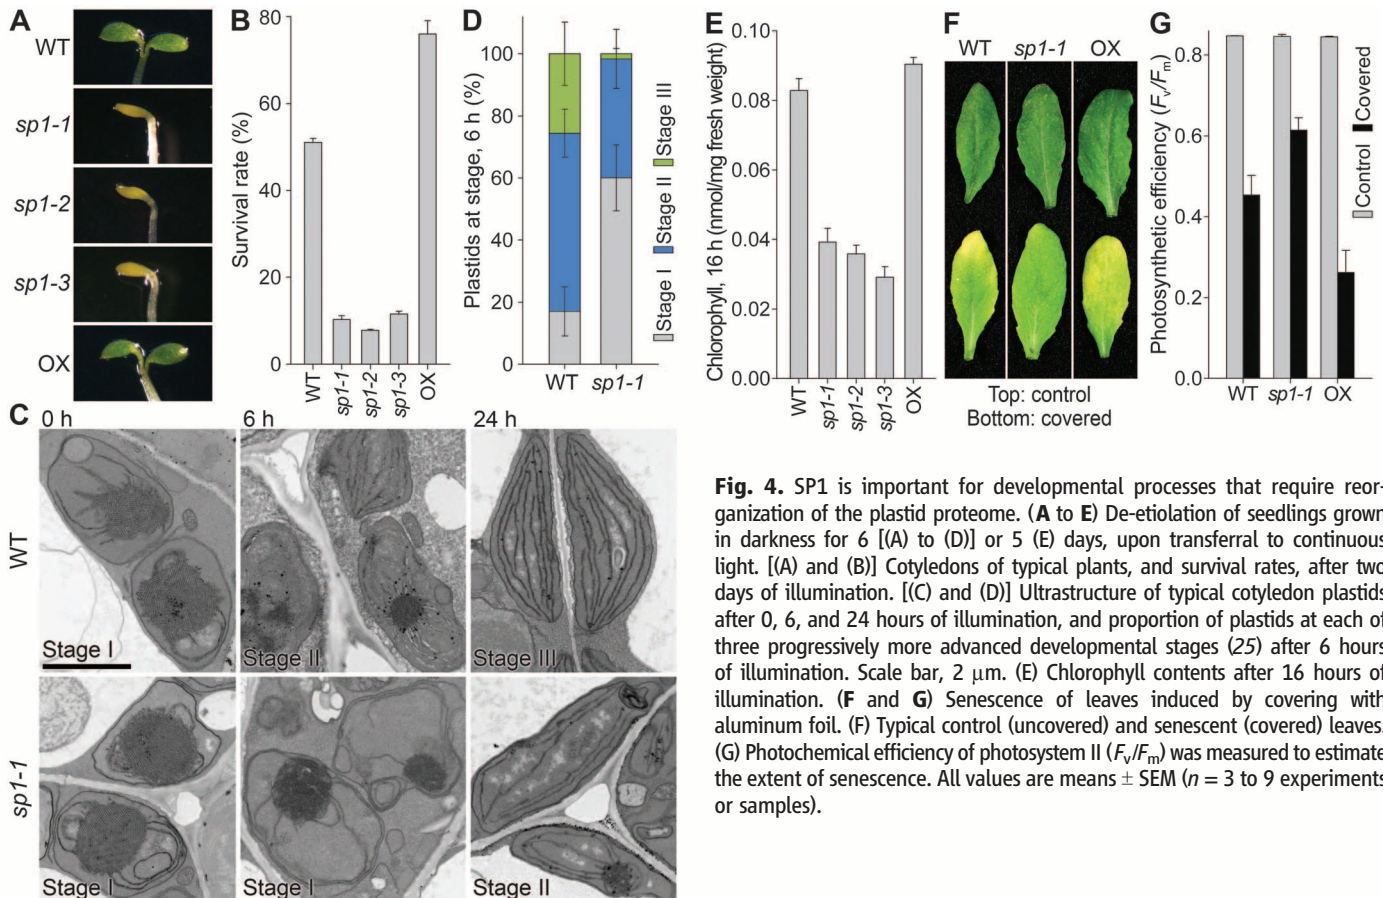 A
WT
sp1-1
sp1-2
sp1-3
OX
B
Survival rate (%)
80
60
40
20
0
WT
sp1-1
sp1-2
sp1-3
OX
D
Plastids at stage, 6 h (%)
100
80
60
40
20
0
WT
sp1-1
Stage I
Stage II
Stage III
E
Chlorophyll, 16 h (nmol/mg fresh weight)
0.10
0.08
0.06
0.04
0.02
0.00
WT
sp1-1
sp1-2
sp1-3
OX
F
WT
sp1-1
OX
Top: control
Bottom: covered
G
Photosynthetic efficiency (Fv/Fm)
0.8
0.6
0.4
0.2
0.0
WT
sp1-1
OX
Control
Covered
C
0 h
6 h
24 h
WT
Stage I
Stage II
Stage III
sp1-1
Stage I
Stage I
Stage II
Fig. 4. SP1 is important for developmental processes that require reor-
ganization of the plastid proteome. (A to E) De-etiolation of seedlings grown
in darkness for 6 [(A) to (D)] or 5 (E) days, upon transferral to continuous
light. [(A) and (B)] Cotyledons of typical plants, and survival rates, after two
days of illumination. [(C) and (D)] Ultrastructure of typical cotyledon plastids
after 0, 6, and 24 hours of illumination, and proportion of plastids at each of
three progressively more advanced developmental stages (25) after 6 hours
of illumination. Scale bar, 2 μm. (E) Chlorophyll contents after 16 hours of
illumination. (F and G) Senescence of leaves induced by covering with
aluminum foil. (F) Typical control (uncovered) and senescent (covered) leaves.
(G) Photochemical efficiency of photosystem II (Fv/Fm) was measured to estimate
the extent of senescence. All values are means ± SEM (n = 3 to 9 experiments
or samples).